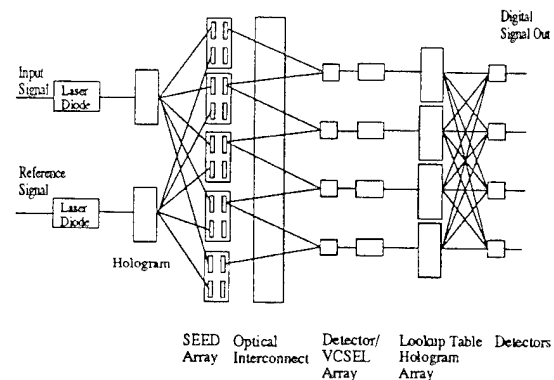 Digital
Signal Out
Input
Signal
Laser
Diode
Reference
Signal
Laser
Diode
Hologram
SEED
Array
Optical
Interconnect
Detector/
VCSEL
Array
Lookup Table
Hologram
Array
Detectors